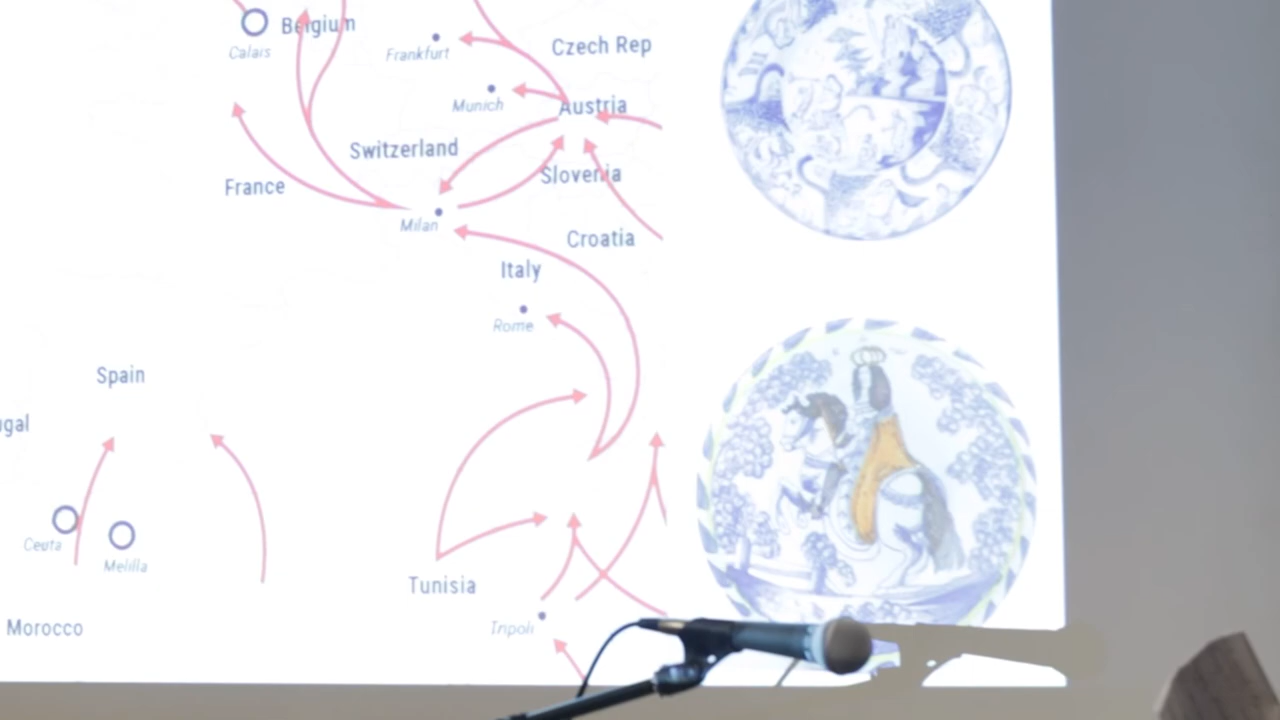 Belgium
Calais
Frankfurt
Czech Rep
Munich
Austria
Switzerland
Slovenia
France
Milan
Croatia
Italy
Rome
Spain
ugal
Ceuta
Melilla
Tunisia
Tripoli
Morocco